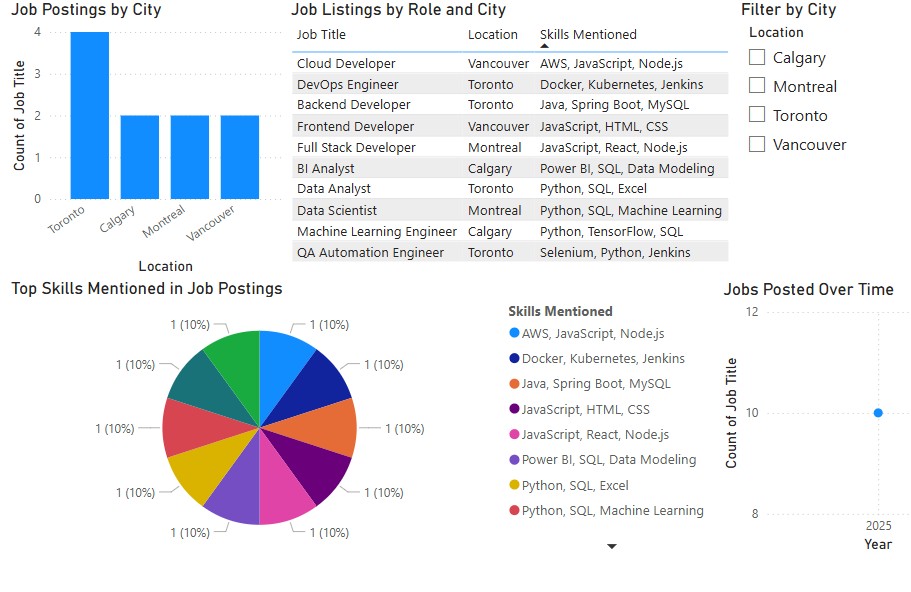 Job Postings by City
Count of Job Title
4
3
2
1
0
Toronto
Calgary
Montreal
Vancouver
Location
Job Listings by Role and City
Job Title Location Skills Mentioned
Cloud Developer Vancouver AWS, JavaScript, Node.js
DevOps Engineer Toronto Docker, Kubernetes, Jenkins
Backend Developer Toronto Java, Spring Boot, MySQL
Frontend Developer Vancouver JavaScript, HTML, CSS
Full Stack Developer Montreal JavaScript, React, Node.js
BI Analyst Calgary Power BI, SQL, Data Modeling
Data Analyst Toronto Python, SQL, Excel
Data Scientist Montreal Python, SQL, Machine Learning
Machine Learning Engineer Calgary Python, TensorFlow, SQL
QA Automation Engineer Toronto Selenium, Python, Jenkins
Filter by City
Location
Calgary
Montreal
Toronto
Vancouver
Top Skills Mentioned in Job Postings
1 (10%) 1 (10%)
1 (10%) 1 (10%)
1 (10%) 1 (10%)
1 (10%) 1 (10%)
1 (10%) 1 (10%)
Skills Mentioned
AWS, JavaScript, Node.js
Docker, Kubernetes, Jenkins
Java, Spring Boot, MySQL
JavaScript, HTML, CSS
JavaScript, React, Node.js
Power BI, SQL, Data Modeling
Python, SQL, Excel
Python, SQL, Machine Learning
Jobs Posted Over Time
Count of Job Title
12
10
8
2025
Year